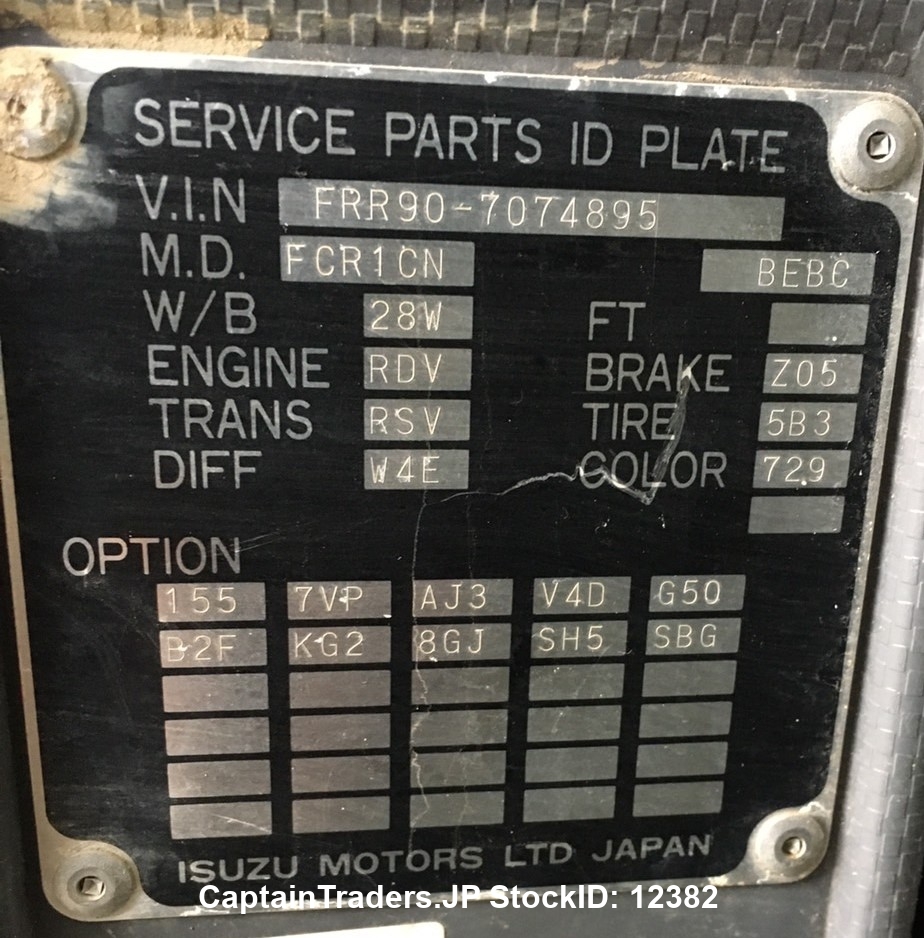 SERVICE PARTS ID PLATE
V.I.N FRR90-7074895
M.D. FCR1CN BEBC
W/B 28W FT
ENGINE RDV BRAKE Z05
TRANS RSV TIRE 5B3
DIFF W4E COLOR 729
OPTION
155 7VP AJ3 V4D G50
B2F KG2 8GJ SH5 SBG
ISUZU MOTORS LTD JAPAN
CaptainTraders.JP StockID: 12382